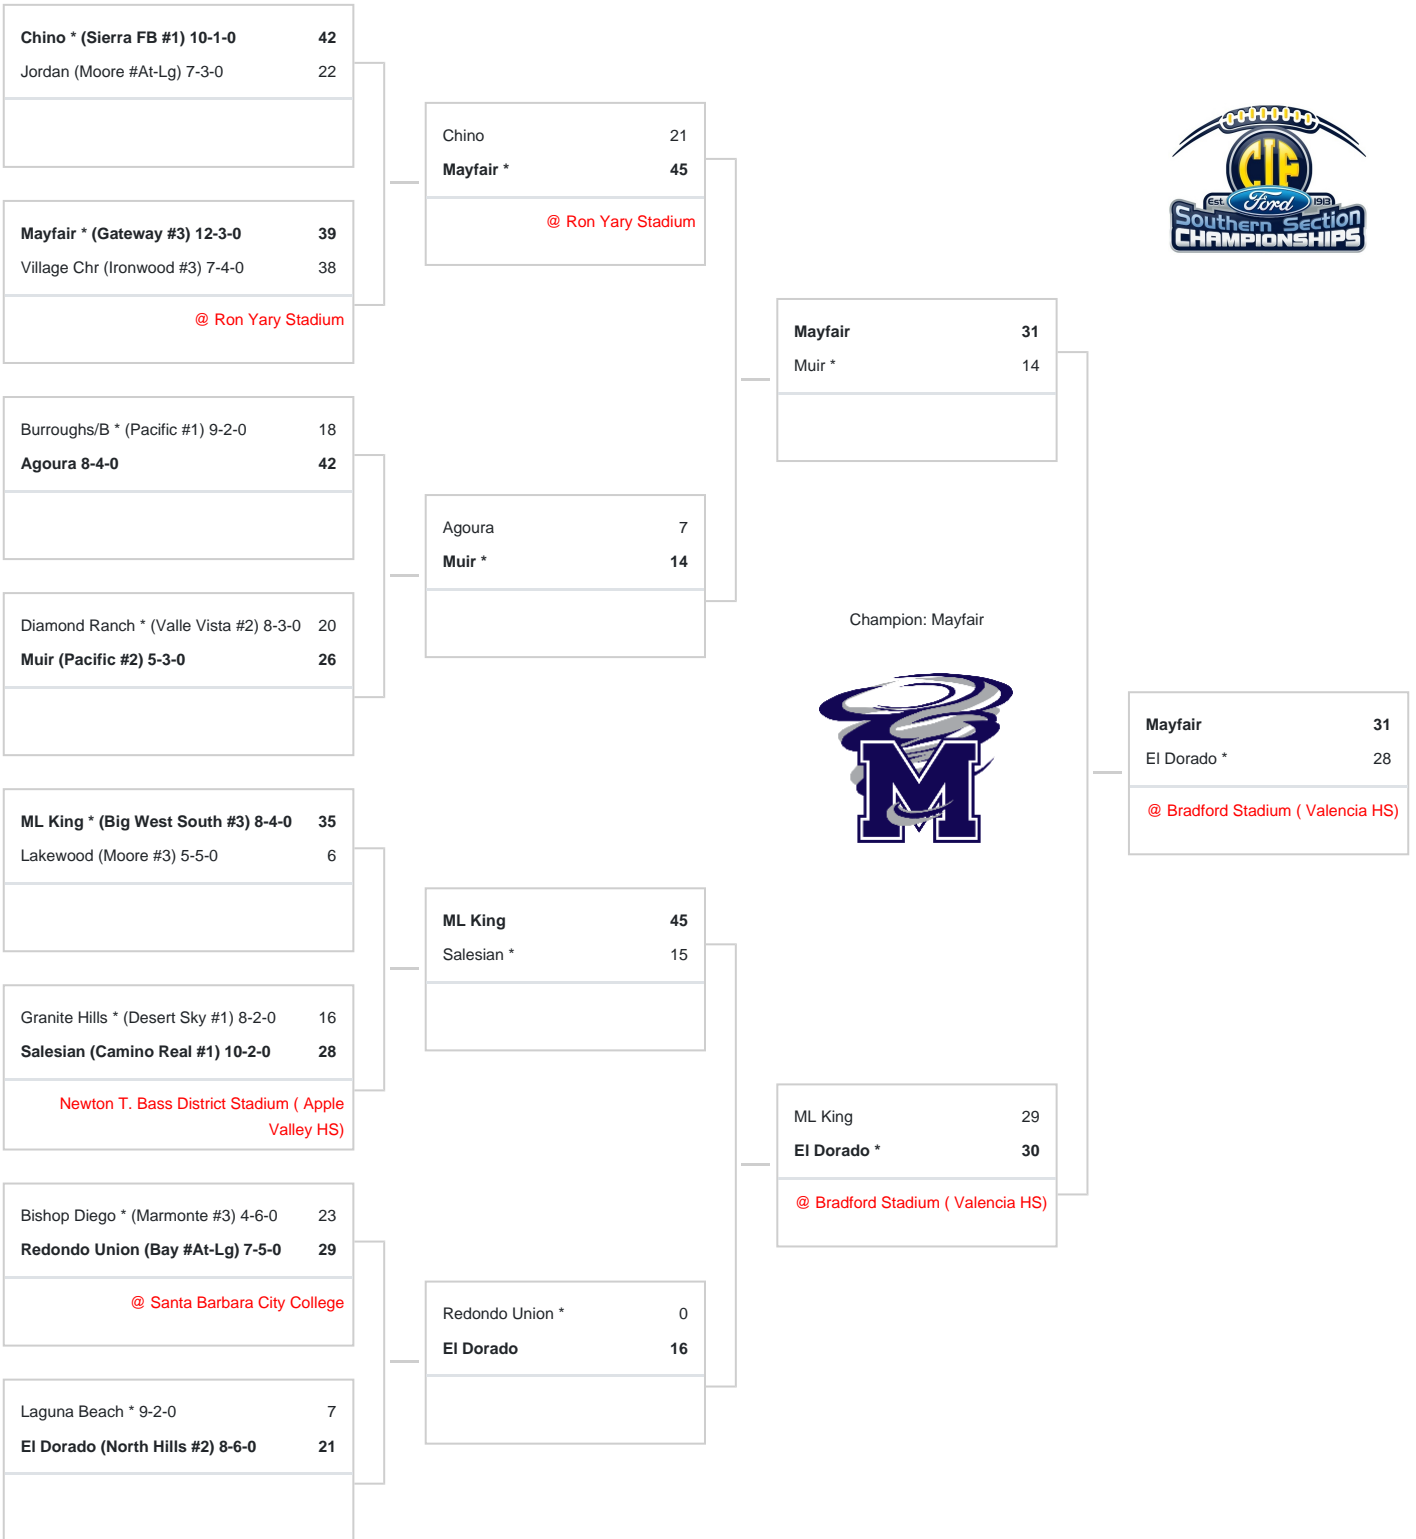 Chino * (Sierra FB #1) 10-1-0 42
Jordan (Moore #At-Lg) 7-3-0 22
Mayfair * (Gateway #3) 12-3-0 39
Village Chr (Ironwood #3) 7-4-0 38
@ Ron Yary Stadium
Burroughs/B * (Pacific #1) 9-2-0 18
Agoura 8-4-0 42
Diamond Ranch * (Valle Vista #2) 8-3-0 20
Muir (Pacific #2) 5-3-0 26
ML King * (Big West South #3) 8-4-0 35
Lakewood (Moore #3) 5-5-0 6
Granite Hills * (Desert Sky #1) 8-2-0 16
Salesian (Camino Real #1) 10-2-0 28
Newton T. Bass District Stadium ( Apple
Valley HS)
Bishop Diego * (Marmonte #3) 4-6-0 23
Redondo Union (Bay #At-Lg) 7-5-0 29
@ Santa Barbara City College
Laguna Beach * 9-2-0 7
El Dorado (North Hills #2) 8-6-0 21
Chino 21
Mayfair * 45
@ Ron Yary Stadium
Agoura 7
Muir * 14
ML King 45
Salesian * 15
Redondo Union * 0
El Dorado 16
Mayfair 31
Muir * 14
ML King 29
El Dorado * 30
@ Bradford Stadium ( Valencia HS)
Champion: Mayfair
M
Mayfair 31
El Dorado * 28
@ Bradford Stadium ( Valencia HS)
CIF
Est. Ford 1913
Southern Section
CHAMPIONSHIPS